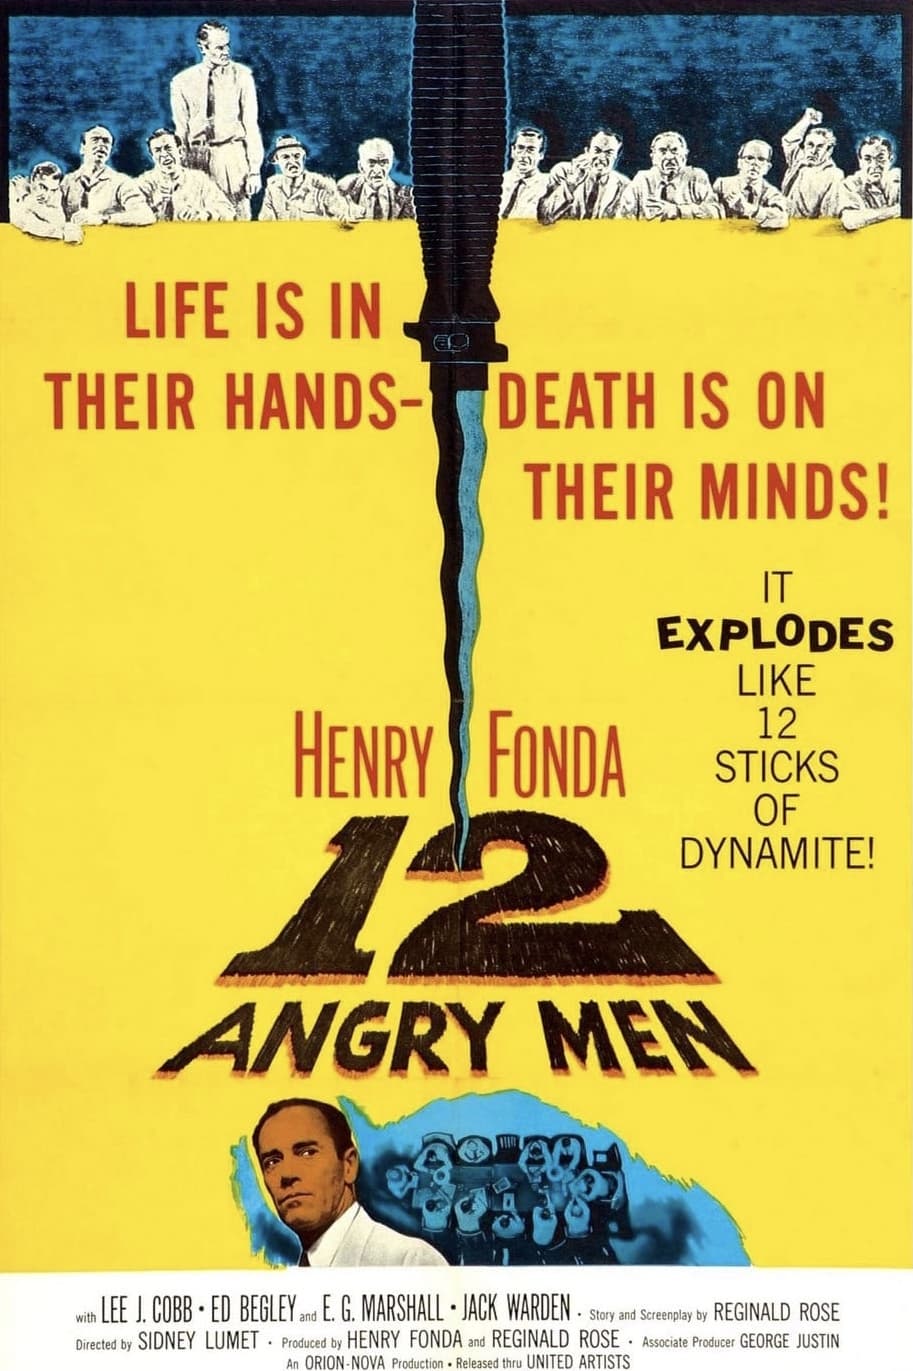 LIFE IS IN
THEIR HANDS-
DEATH IS ON
THEIR MINDS!
IT
EXPLODES
LIKE
12
STICKS
OF
DYNAMITE!
HENRY FONDA
12
ANGRY MEN
with LEE J. COBB • ED BEGLEY and E. G. MARSHALL • JACK WARDEN • Story and Screenplay by REGINALD ROSE
Directed by SIDNEY LUMET • Produced by HENRY FONDA and REGINALD ROSE • Associate Producer GEORGE JUSTIN
An ORION-NOVA Production • Released thru UNITED ARTISTS